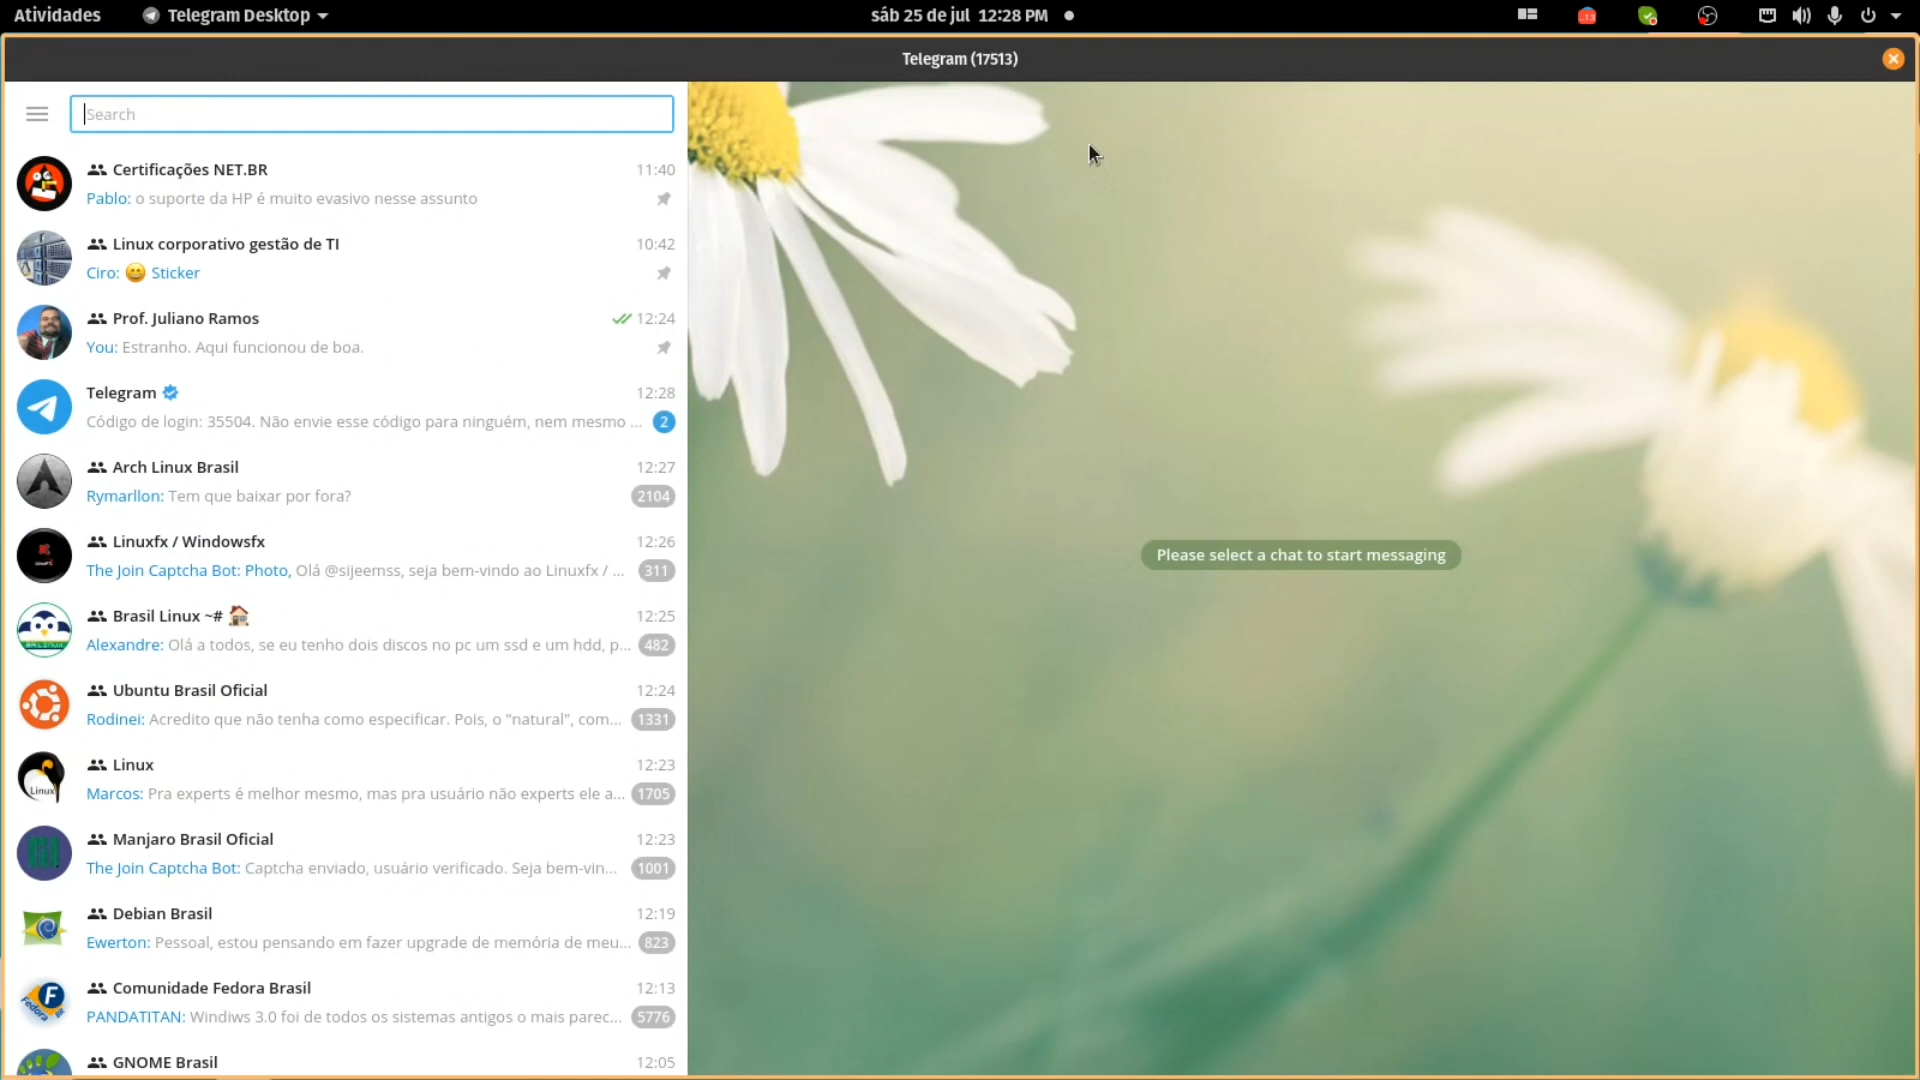 Atividades Telegram Desktop sáb 25 de jul 12:28 PM
Telegram (17513)
Search
Certificações NET.BR 11:40
Pablo: o suporte da HP é muito evasivo nesse assunto
Linux corporativo gestão de TI 10:42
Ciro: 😄 Sticker
Prof. Juliano Ramos 12:24
You: Estranho. Aqui funcionou de boa.
Telegram 12:28
Código de login: 35504. Não envie esse código para ninguém, nem mesmo ... 2
Arch Linux Brasil 12:27
Rymarllon: Tem que baixar por fora? 2104
Linuxfx / Windowsfx 12:26
The Join Captcha Bot: Photo, Olá @sijeemss, seja bem-vindo ao Linuxfx / ... 311
Brasil Linux ~# 🏠 12:25
Alexandre: Olá a todos, se eu tenho dois discos no pc um ssd e um hdd, p... 482
Ubuntu Brasil Oficial 12:24
Rodinei: Acredito que não tenha como especificar. Pois, o "natural", com... 1331
Linux 12:23
Marcos: Pra experts é melhor mesmo, mas pra usuário não experts ele a... 1705
Manjaro Brasil Oficial 12:23
The Join Captcha Bot: Captcha enviado, usuário verificado. Seja bem-vin... 1001
Debian Brasil 12:19
Ewerton: Pessoal, estou pensando em fazer upgrade de memória de meu... 823
Comunidade Fedora Brasil 12:13
PANDATITAN: Windiws 3.0 foi de todos os sistemas antigos o mais parec... 5776
GNOME Brasil 12:05
Please select a chat to start messaging